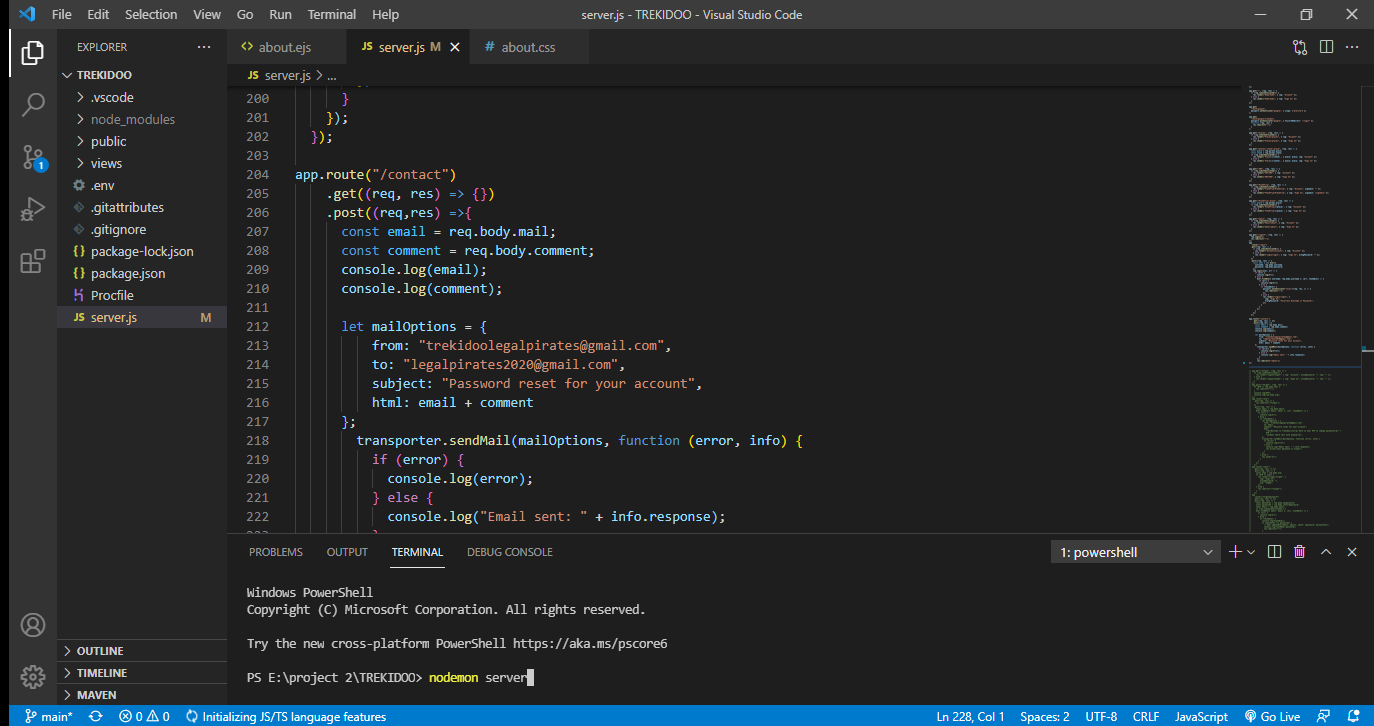 File Edit Selection View Go Run Terminal Help server.js - TREKIDOO - Visual Studio Code
EXPLORER ···
TREKIDOO
.vscode
node_modules
public
views
.env
.gitattributes
.gitignore
{} package-lock.json
{} package.json
Procfile
JS server.js M
OUTLINE
TIMELINE
MAVEN
<> about.ejs JS server.js M # about.css
JS server.js > ...
200 }
201 });
202 });
203
204 app.route("/contact")
205 .get((req, res) => {})
206 .post((req,res) =>{
207 const email = req.body.mail;
208 const comment = req.body.comment;
209 console.log(email);
210 console.log(comment);
211
212 let mailOptions = {
213 from: "trekidoolegalpirates@gmail.com",
214 to: "legalpirates2020@gmail.com",
215 subject: "Password reset for your account",
216 html: email + comment
217 };
218 transporter.sendMail(mailOptions, function (error, info) {
219 if (error) {
220 console.log(error);
221 } else {
222 console.log("Email sent: " + info.response);
PROBLEMS OUTPUT TERMINAL DEBUG CONSOLE 1: powershell
Windows PowerShell
Copyright (C) Microsoft Corporation. All rights reserved.
Try the new cross-platform PowerShell https://aka.ms/pscore6
PS E:\project 2\TREKIDOO> nodemon server
1
main* 0 0 Initializing JS/TS language features Ln 228, Col 1 Spaces: 2 UTF-8 CRLF JavaScript Go Live